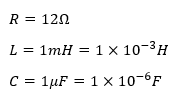 R = 12Ω
L = 1mH = 1 × 10⁻³H
C = 1μF = 1 × 10⁻⁶F